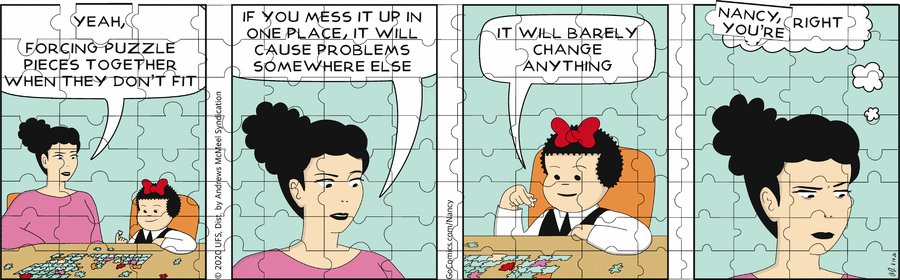 YEAH,
FORCING PUZZLE
PIECES TOGETHER
WHEN THEY DON'T FIT
© 2020 UFS, Dist. by Andrews McMeel Syndication
IF YOU MESS IT UP IN
ONE PLACE, IT WILL
CAUSE PROBLEMS
SOMEWHERE ELSE
GoComics.com/Nancy
IT WILL BARELY
CHANGE
ANYTHING
NANCY,
YOU'RE RIGHT